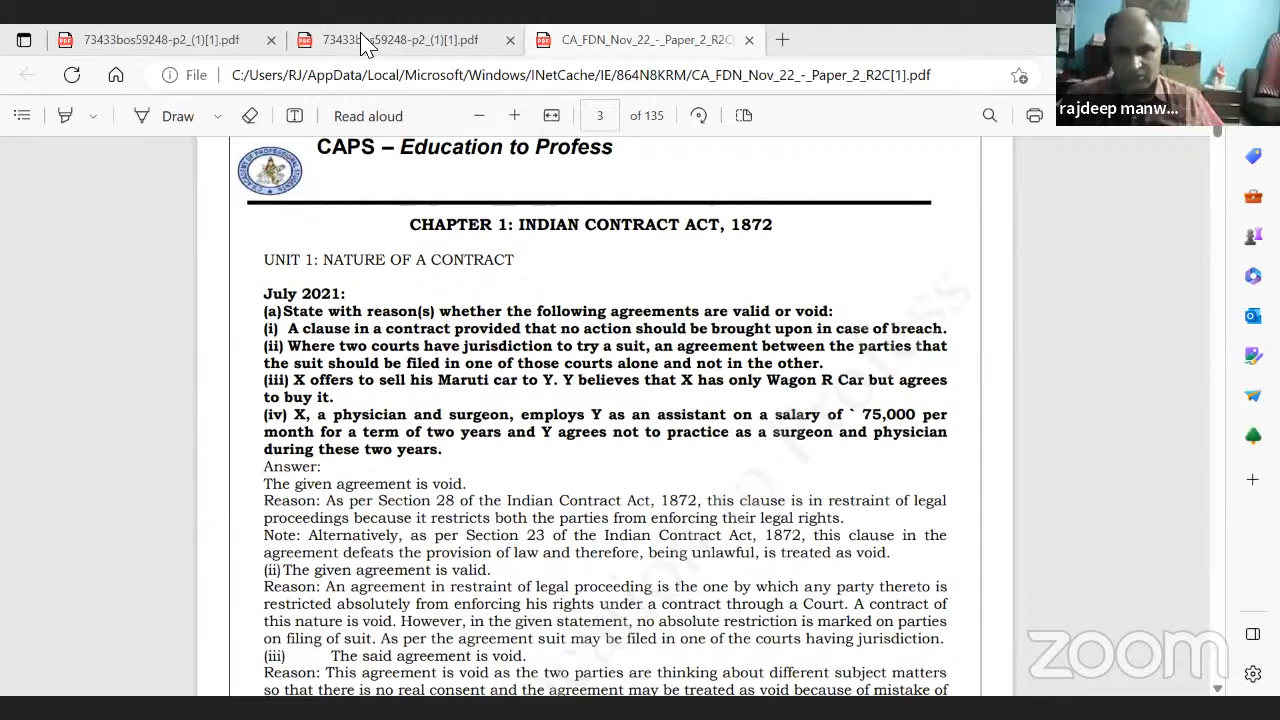 73433bos59248-p2_(1)[1].pdf
CA_FDN_Nov_22_-_Paper_2_R2C
File C:/Users/RJ/AppData/Local/Microsoft/Windows/INetCache/IE/864N8KRM/CA_FDN_Nov_22_-_Paper_2_R2C[1].pdf
rajdeep manw...
Draw Read aloud 3 of 135
CAPS – Education to Profess
CHAPTER 1: INDIAN CONTRACT ACT, 1872
UNIT 1: NATURE OF A CONTRACT
July 2021:
(a)State with reason(s) whether the following agreements are valid or void:
(i) A clause in a contract provided that no action should be brought upon in case of breach.
(ii) Where two courts have jurisdiction to try a suit, an agreement between the parties that
the suit should be filed in one of those courts alone and not in the other.
(iii) X offers to sell his Maruti car to Y. Y believes that X has only Wagon R Car but agrees
to buy it.
(iv) X, a physician and surgeon, employs Y as an assistant on a salary of ` 75,000 per
month for a term of two years and Y agrees not to practice as a surgeon and physician
during these two years.
Answer:
The given agreement is void.
Reason: As per Section 28 of the Indian Contract Act, 1872, this clause is in restraint of legal
proceedings because it restricts both the parties from enforcing their legal rights.
Note: Alternatively, as per Section 23 of the Indian Contract Act, 1872, this clause in the
agreement defeats the provision of law and therefore, being unlawful, is treated as void.
(ii)The given agreement is valid.
Reason: An agreement in restraint of legal proceeding is the one by which any party thereto is
restricted absolutely from enforcing his rights under a contract through a Court. A contract of
this nature is void. However, in the given statement, no absolute restriction is marked on parties
on filing of suit. As per the agreement suit may be filed in one of the courts having jurisdiction.
(iii) The said agreement is void.
Reason: This agreement is void as the two parties are thinking about different subject matters
so that there is no real consent and the agreement may be treated as void because of mistake of
zoom